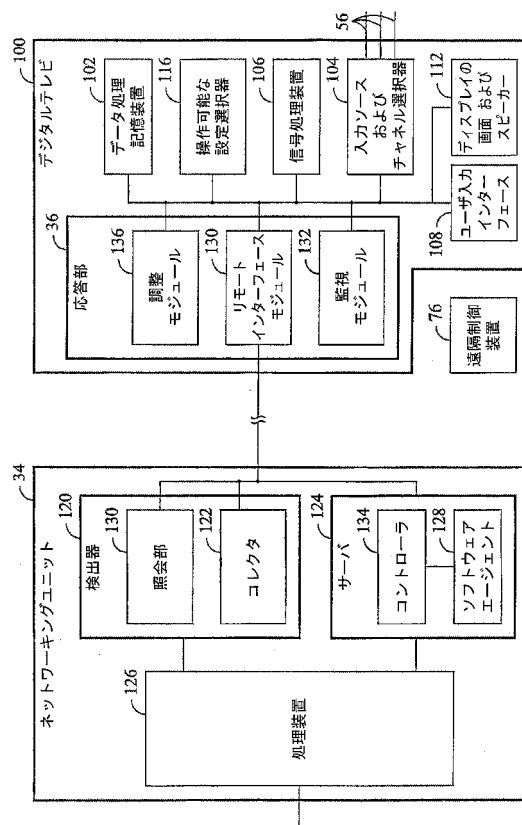 34
ネットワーキングユニット
126
処理装置
120
検出器
130
照会部
122
コレクタ
124
サーバ
134
コントローラ
128
ソフトウェア
エージェント
100
デジタルテレビ
36
応答部
136
調整
モジュール
130
リモート
インターフェース
モジュール
132
監視
モジュール
102
データ処理
記憶装置
116
操作可能な
設定選択器
106
信号処理装置
104
入力ソース
および
チャネル選択器
56
76
遠隔制御
装置
108
ユーザ入力
インター
フェース
112
ディスプレイの
画面 および
スピーカー